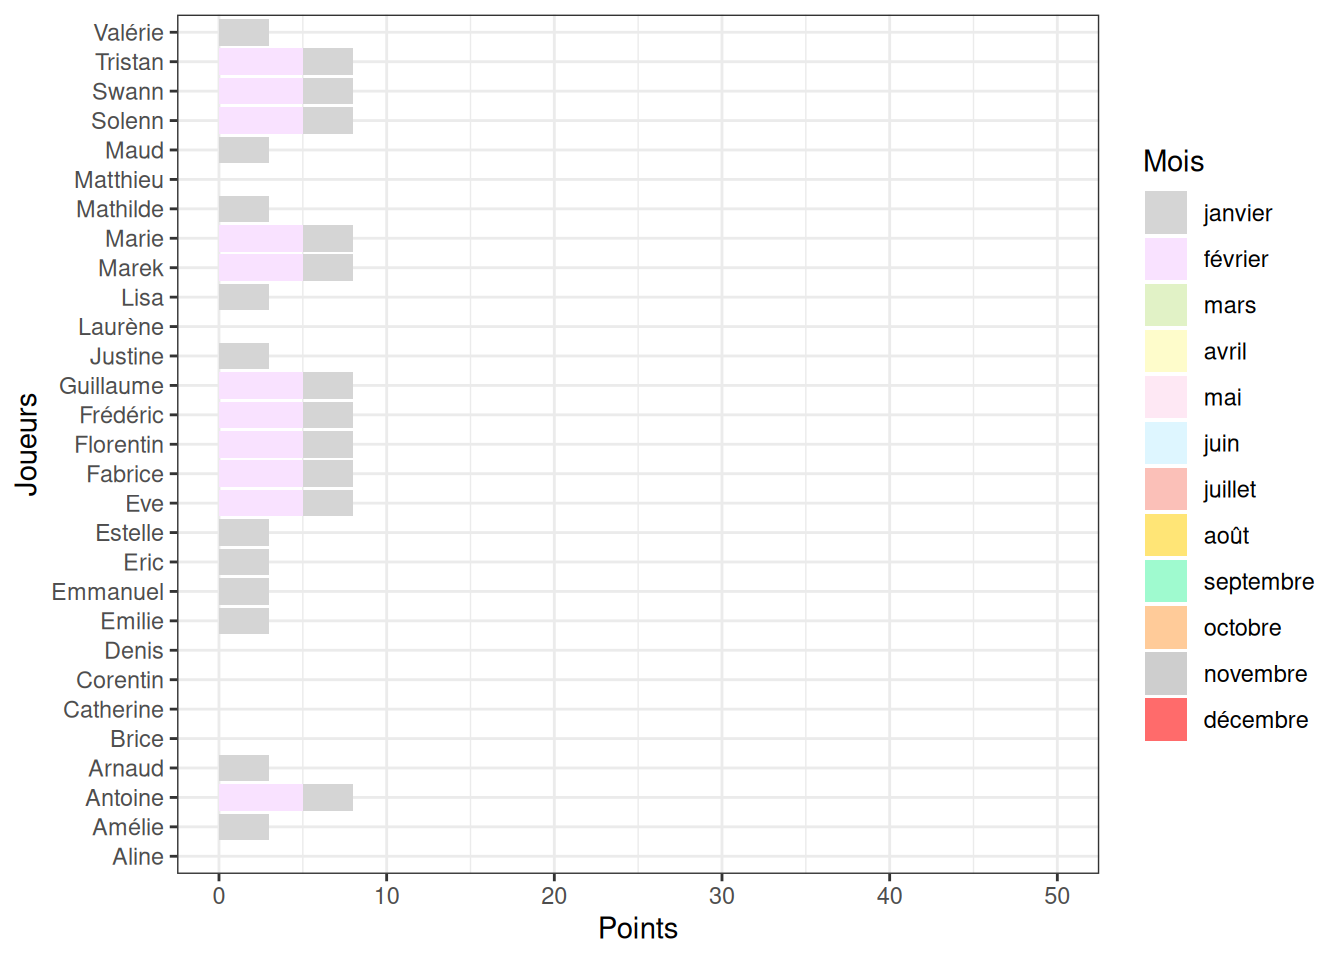 Valérie
Tristan
Swann
Solenn
Maud
Matthieu
Mathilde
Marie
Marek
Lisa
Laurène
Justine
Guillaume
Frédéric
Florentin
Fabrice
Eve
Estelle
Eric
Emmanuel
Emilie
Denis
Corentin
Catherine
Brice
Arnaud
Antoine
Amélie
Aline
Joueurs
0 10 20 30 40 50
Points
Mois
janvier
février
mars
avril
mai
juin
juillet
août
septembre
octobre
novembre
décembre